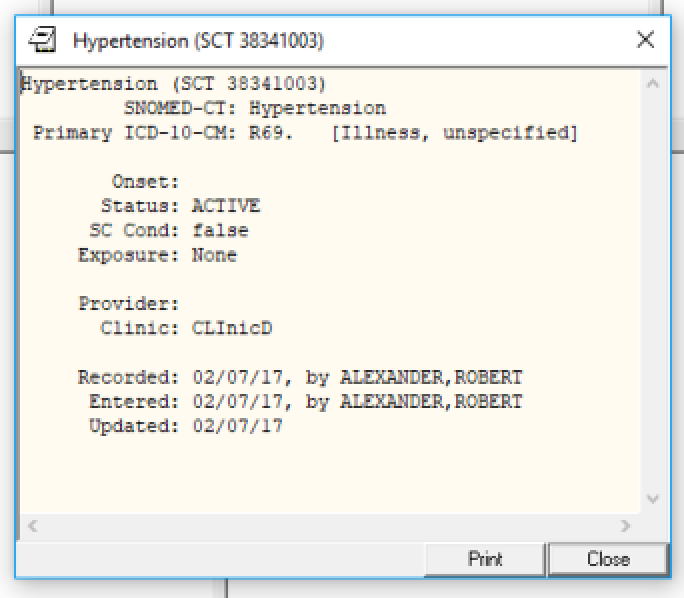 Hypertension (SCT 38341003)
Hypertension (SCT 38341003)
SNOMED-CT: Hypertension
Primary ICD-10-CM: R69. [Illness, unspecified]
Onset:
Status: ACTIVE
SC Cond: false
Exposure: None
Provider:
Clinic: CLInicD
Recorded: 02/07/17, by ALEXANDER,ROBERT
Entered: 02/07/17, by ALEXANDER,ROBERT
Updated: 02/07/17
Print Close